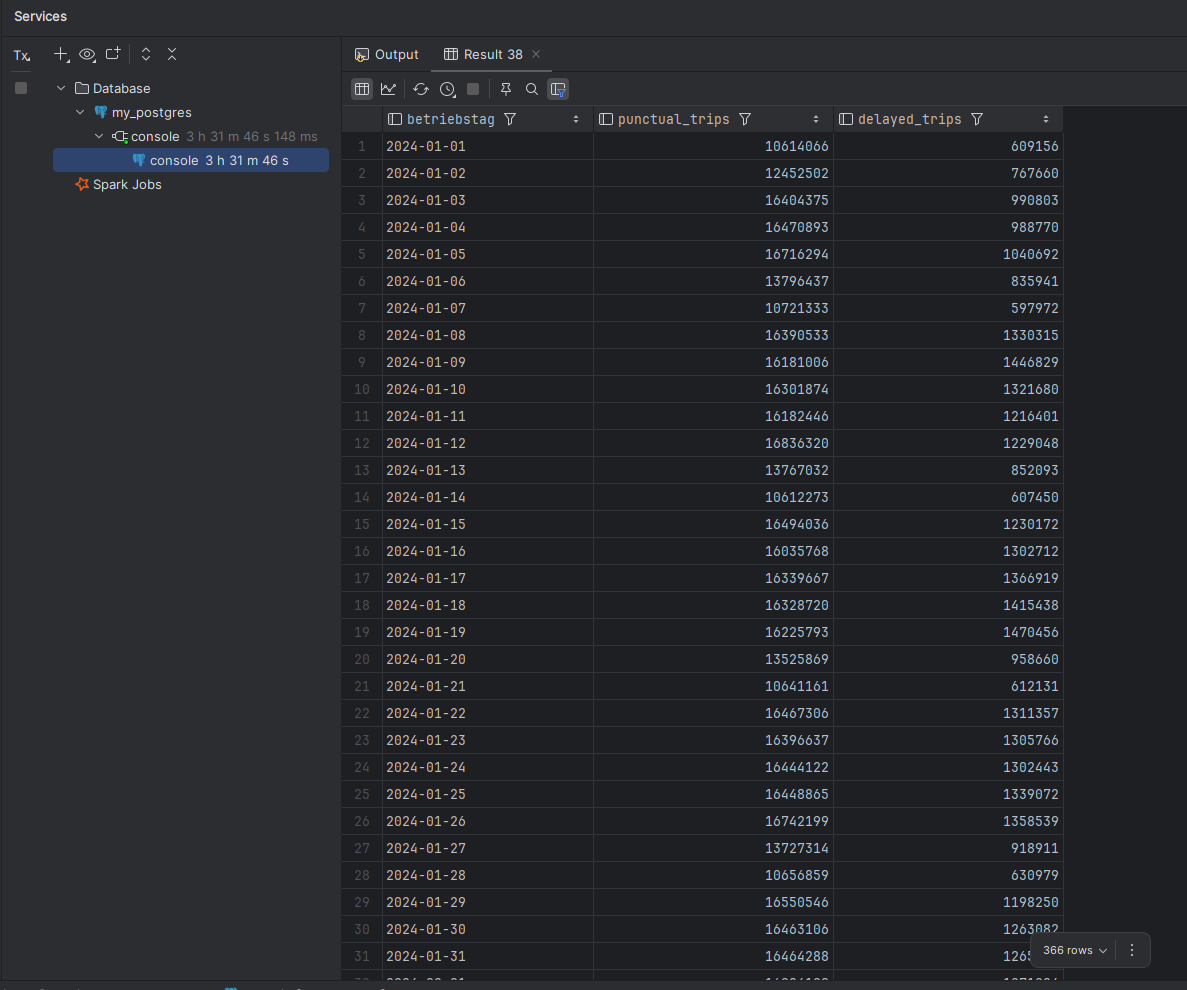 Services
Tx
Database
my_postgres
console 3 h 31 m 46 s 148 ms
console 3 h 31 m 46 s
Spark Jobs
Output Result 38
betriebstag punctual_trips delayed_trips
1 2024-01-01 10614066 609156
2 2024-01-02 12452502 767660
3 2024-01-03 16404375 990803
4 2024-01-04 16470893 988770
5 2024-01-05 16716294 1040692
6 2024-01-06 13796437 835941
7 2024-01-07 10721333 597972
8 2024-01-08 16390533 1330315
9 2024-01-09 16181006 1446829
10 2024-01-10 16301874 1321680
11 2024-01-11 16182446 1216401
12 2024-01-12 16836320 1229048
13 2024-01-13 13767032 852093
14 2024-01-14 10612273 607450
15 2024-01-15 16494036 1230172
16 2024-01-16 16035768 1302712
17 2024-01-17 16339667 1366919
18 2024-01-18 16328720 1415438
19 2024-01-19 16225793 1470456
20 2024-01-20 13525869 958660
21 2024-01-21 10641161 612131
22 2024-01-22 16467306 1311357
23 2024-01-23 16396637 1305766
24 2024-01-24 16444122 1302443
25 2024-01-25 16448865 1339072
26 2024-01-26 16742199 1358539
27 2024-01-27 13727314 918911
28 2024-01-28 10656859 630979
29 2024-01-29 16550546 1198250
30 2024-01-30 16463106 1263082
31 2024-01-31 16464288
366 rows